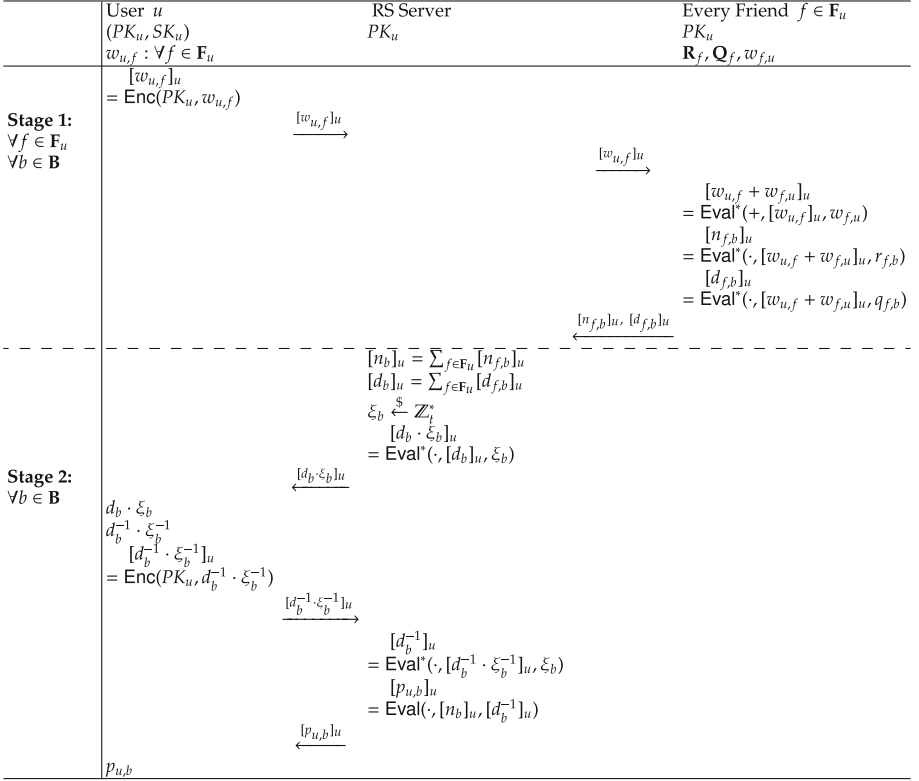 User u RS Server Every Friend f ∈ F_u
(PK_u, SK_u) PK_u PK_u
w_{u,f} : ∀f ∈ F_u R_f, Q_f, w_{f,u}
[w_{u,f}]_u
= Enc(PK_u, w_{u,f})
Stage 1:
[w_{u,f}]_u
∀f ∈ F_u
∀b ∈ B
[w_{u,f}]_u
[w_{u,f} + w_{f,u}]_u
= Eval*(+, [w_{u,f}]_u, w_{f,u})
[n_{f,b}]_u
= Eval*(·, [w_{u,f} + w_{f,u}]_u, r_{f,b})
[d_{f,b}]_u
= Eval*(·, [w_{u,f} + w_{f,u}]_u, q_{f,b})
[n_{f,b}]_u, [d_{f,b}]_u
[n_b]_u = ∑_{f∈F_u}[n_{f,b}]_u
[d_b]_u = ∑_{f∈F_u}[d_{f,b}]_u
ξ_b ←$ ℤ_t^*
[d_b · ξ_b]_u
= Eval*(·, [d_b]_u, ξ_b)
Stage 2:
[d_b·ξ_b]_u
∀b ∈ B
d_b · ξ_b
d_b^{-1} · ξ_b^{-1}
[d_b^{-1} · ξ_b^{-1}]_u
= Enc(PK_u, d_b^{-1} · ξ_b^{-1})
[d_b^{-1}·ξ_b^{-1}]_u
[d_b^{-1}]_u
= Eval*(·, [d_b^{-1} · ξ_b^{-1}]_u, ξ_b)
[p_{u,b}]_u
= Eval(·, [n_b]_u, [d_b^{-1}]_u)
[p_{u,b}]_u
p_{u,b}